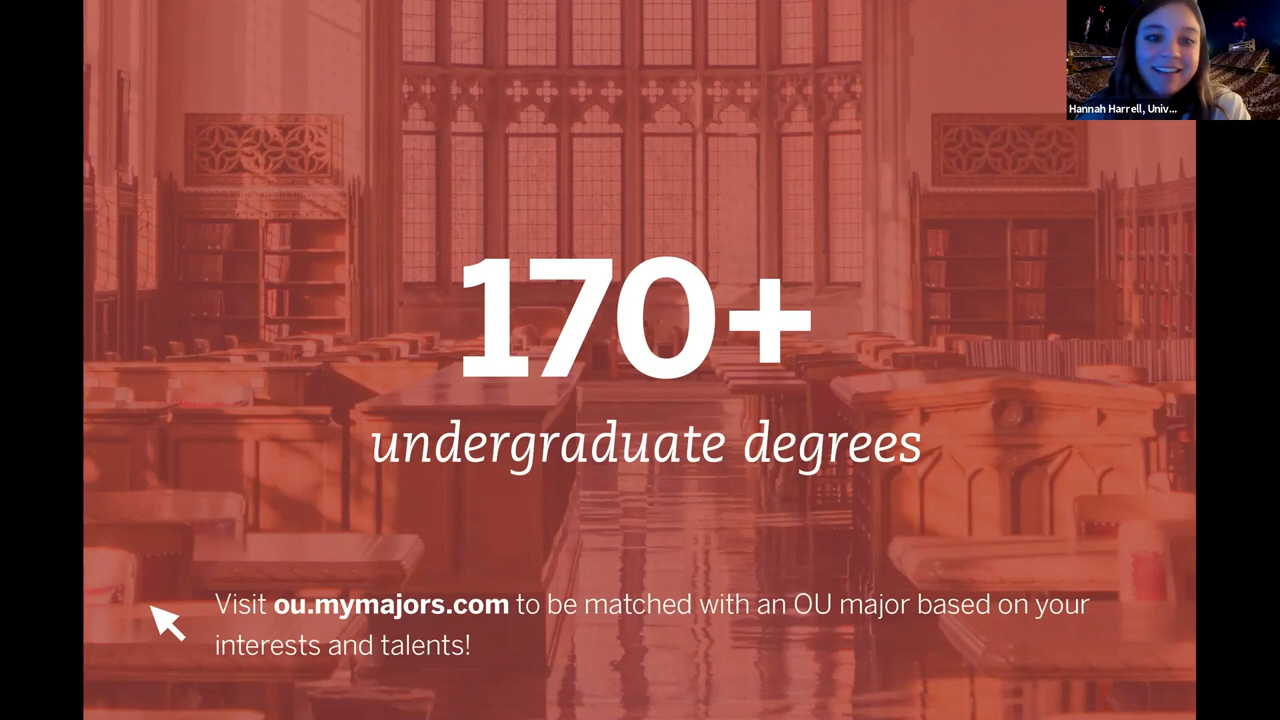 Hannah Harrell, Univ...
170+
undergraduate degrees
Visit ou.mymajors.com to be matched with an OU major based on your
interests and talents!